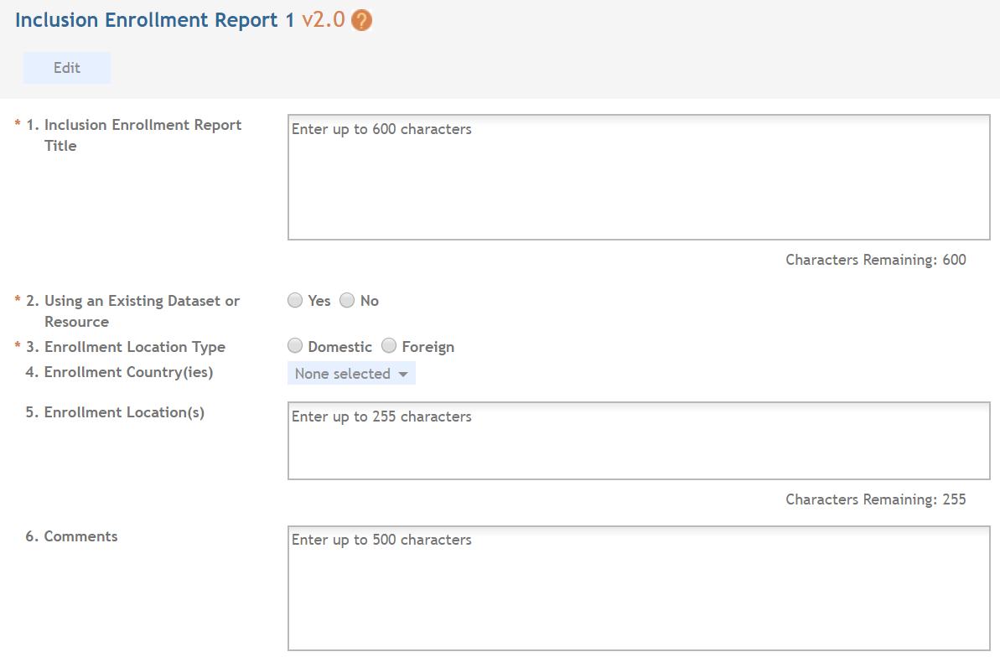 Inclusion Enrollment Report 1 v2.0 ?
Edit
* 1. Inclusion Enrollment Report
Title
Enter up to 600 characters
Characters Remaining: 600
* 2. Using an Existing Dataset or
Resource
Yes No
* 3. Enrollment Location Type
Domestic Foreign
4. Enrollment Country(ies)
None selected
5. Enrollment Location(s)
Enter up to 255 characters
Characters Remaining: 255
6. Comments
Enter up to 500 characters